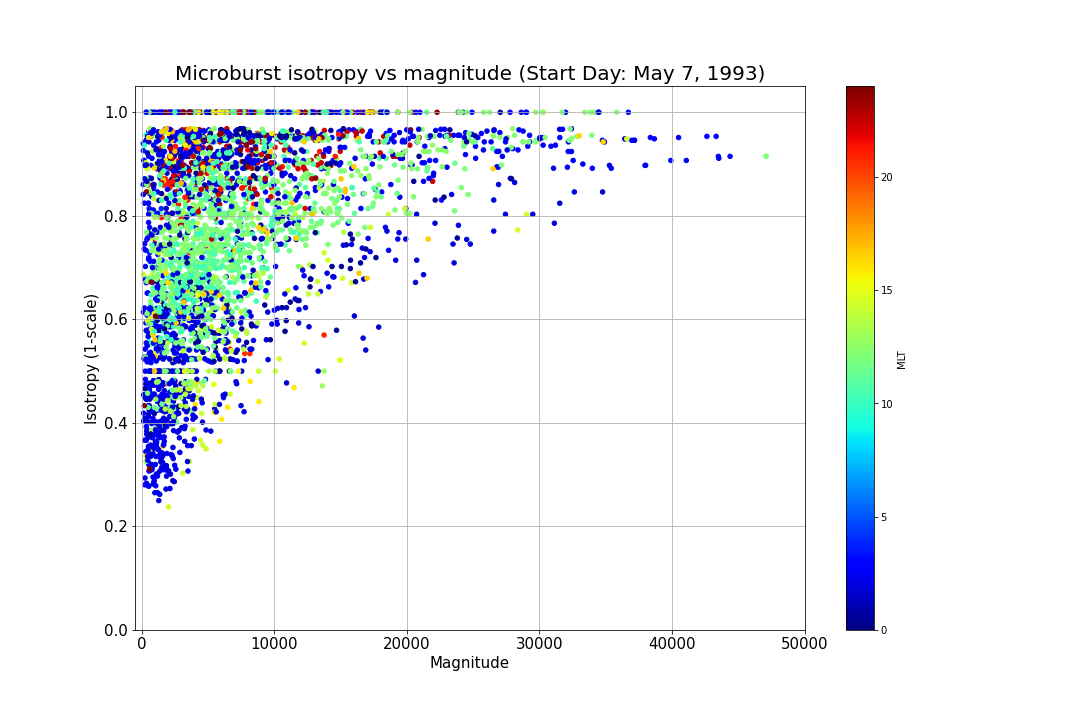 Microburst isotropy vs magnitude (Start Day: May 7, 1993)
1.0
0.8
0.6
0.4
0.2
0.0
Isotropy (1-scale)
0 10000 20000 30000 40000 50000
Magnitude
20
15
10
5
0
MLT